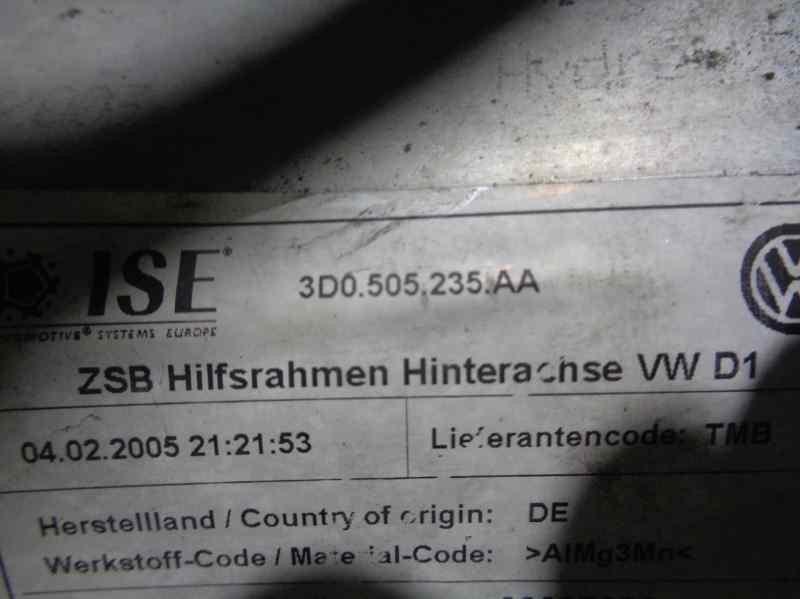 ISE® 3D0.505.235.AA
SYSTEMS EUROPE
ZSB Hilfsrahmen Hinterachse VW D1
04.02.2005 21:21:53 Lieferantencode: TMB
Herstellland / Country of origin: DE
Werkstoff-Code / Material-Code: >AlMg3Mn<